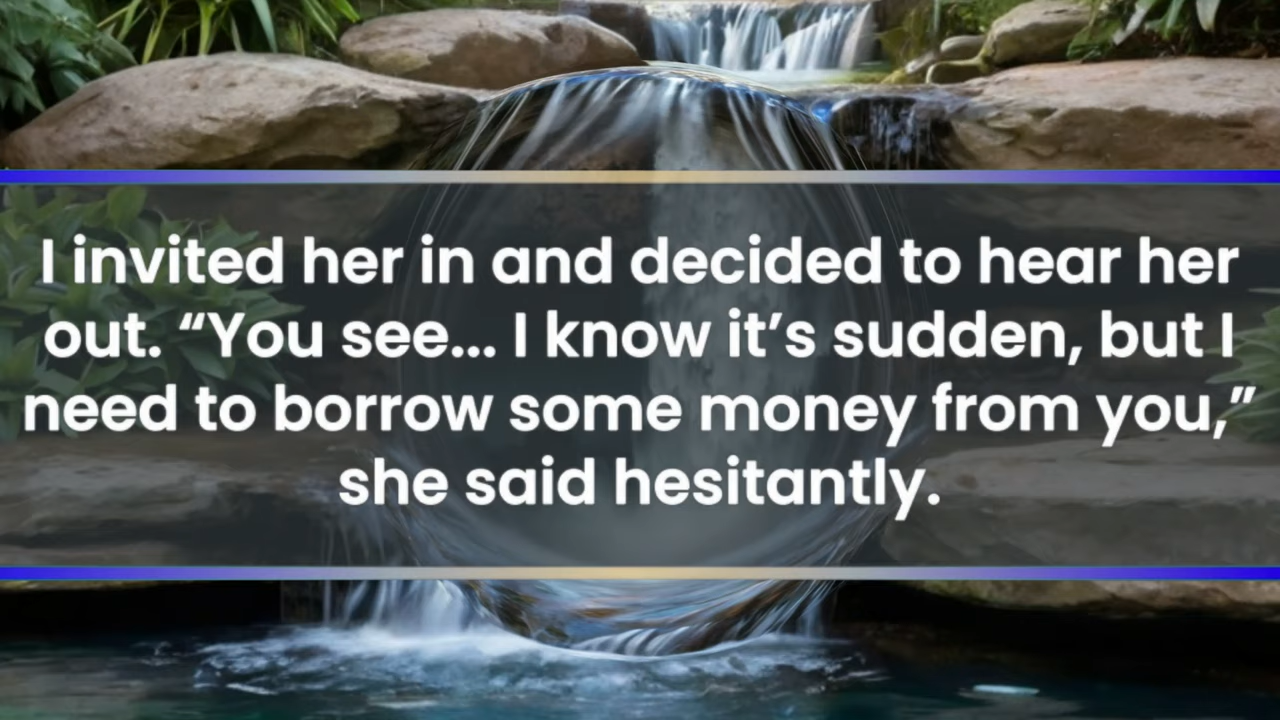 I invited her in and decided to hear her
out. “You see... I know it’s sudden, but I
need to borrow some money from you,”
she said hesitantly.